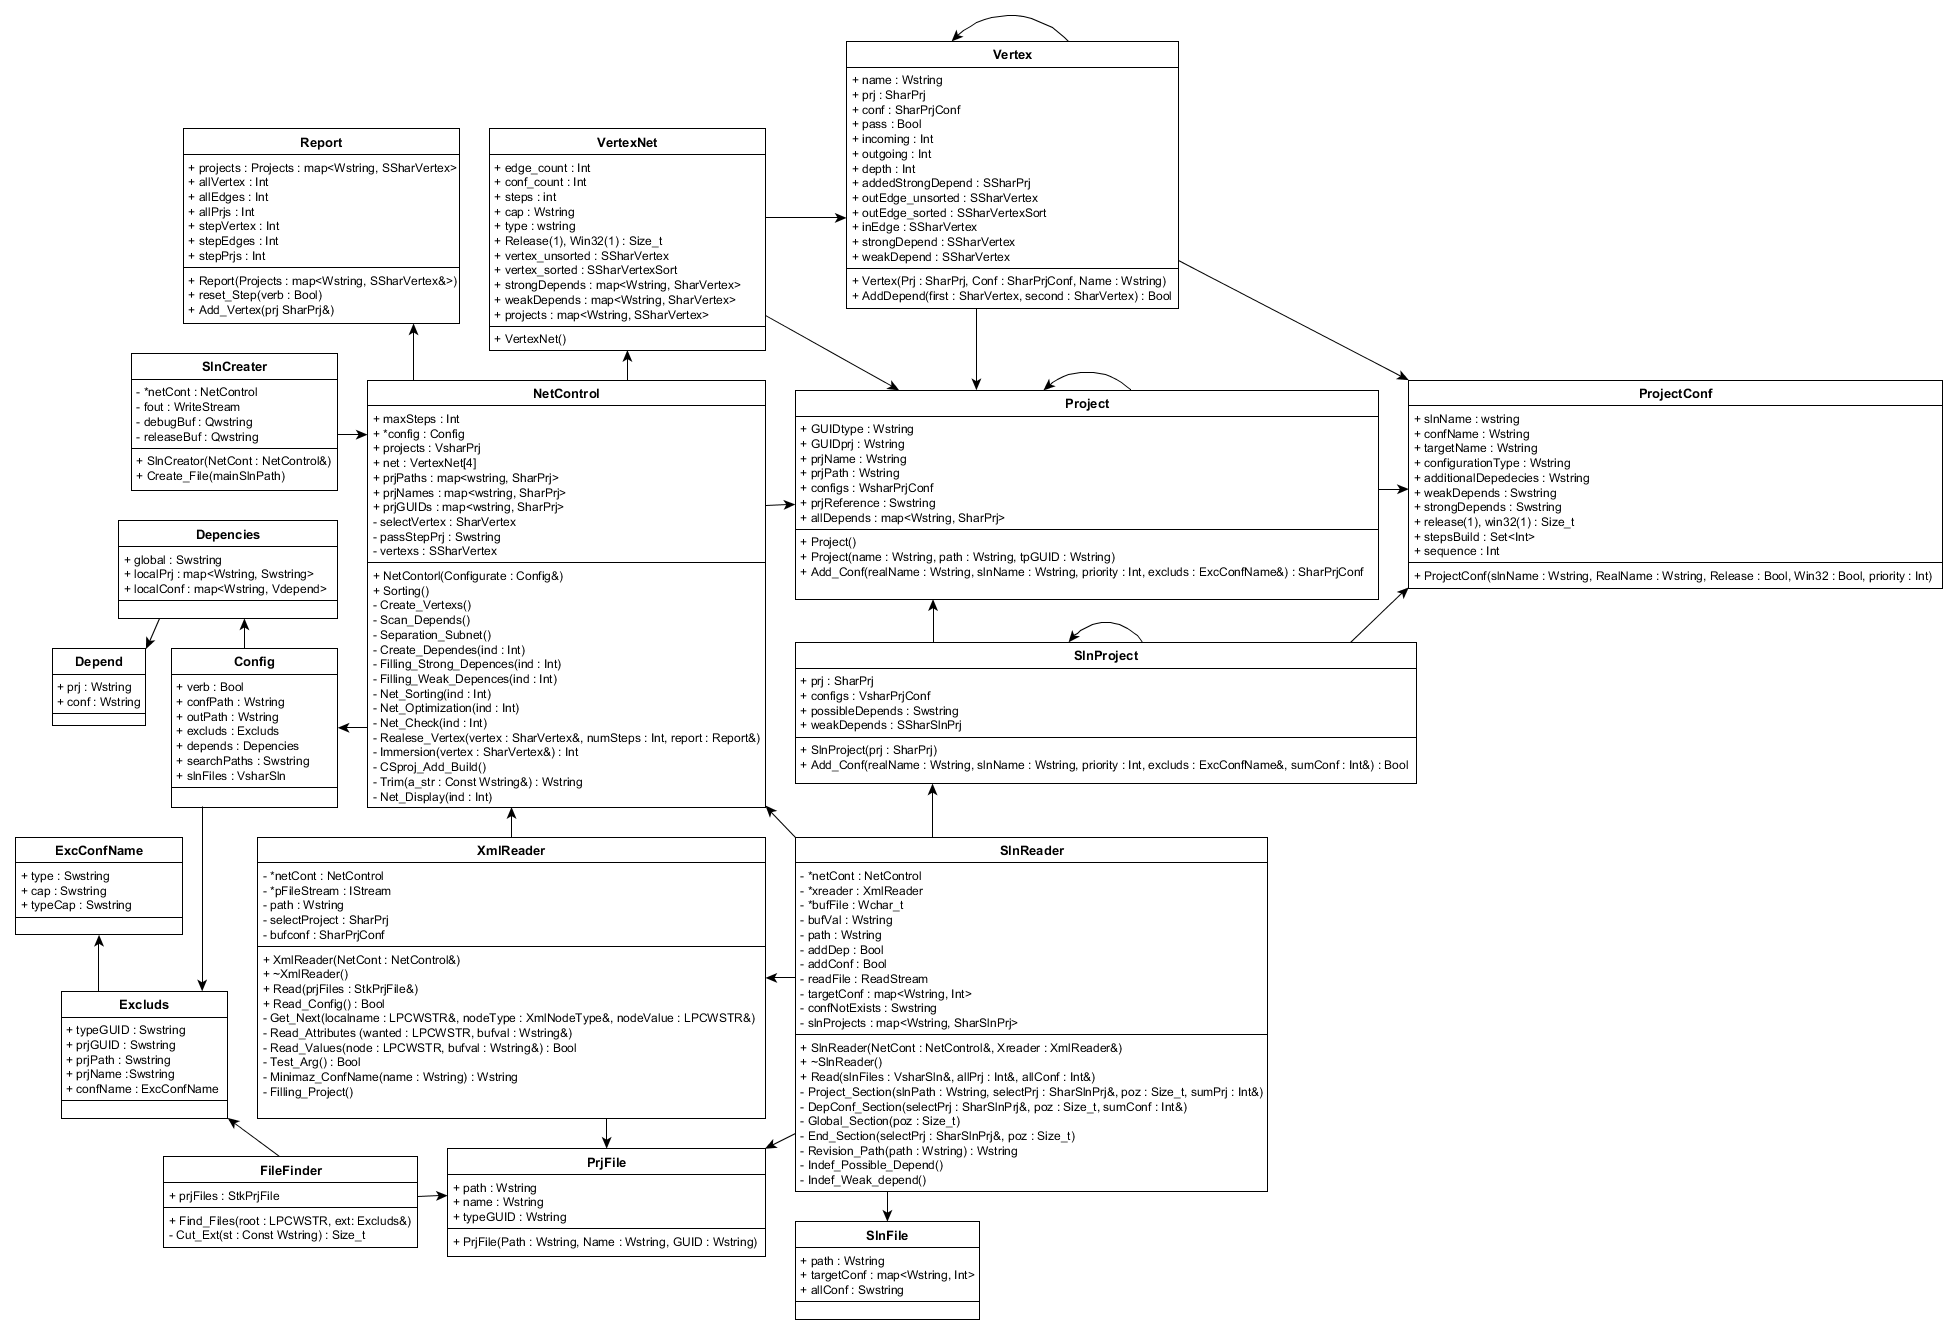 Vertex
+ name : Wstring
+ prj : SharPrj
+ conf : SharPrjConf
+ pass : Bool
+ incoming : Int
+ outgoing : Int
+ depth : Int
+ addedStrongDepend : SSharPrj
+ outEdge_unsorted : SSharVertex
+ outEdge_sorted : SSharVertexSort
+ inEdge : SSharVertex
+ strongDepend : SSharVertex
+ weakDepend : SSharVertex
+ Vertex(Prj : SharPrj, Conf : SharPrjConf, Name : Wstring)
+ AddDepend(first : SharVertex, second : SharVertex) : Bool
Report
+ projects : Projects : map<Wstring, SSharVertex>
+ allVertex : Int
+ allEdges : Int
+ allPrjs : Int
+ stepVertex : Int
+ stepEdges : Int
+ stepPrjs : Int
+ Report(Projects : map<Wstring, SSharVertex&>)
+ reset_Step(verb : Bool)
+ Add_Vertex(prj SharPrj&)
VertexNet
+ edge_count : Int
+ conf_count : Int
+ steps : int
+ cap : Wstring
+ type : wstring
+ Release(1), Win32(1) : Size_t
+ vertex_unsorted : SSharVertex
+ vertex_sorted : SSharVertexSort
+ strongDepends : map<Wstring, SharVertex>
+ weakDepends : map<Wstring, SharVertex>
+ projects : map<Wstring, SSharVertex>
+ VertexNet()
SlnCreater
- *netCont : NetControl
- fout : WriteStream
- debugBuf : Qwstring
- releaseBuf : Qwstring
+ SlnCreator(NetCont : NetControl&)
+ Create_File(mainSlnPath)
NetControl
+ maxSteps : Int
+ *config : Config
+ projects : VsharPrj
+ net : VertexNet[4]
+ prjPaths : map<wstring, SharPrj>
+ prjNames : map<wstring, SharPrj>
+ prjGUIDs : map<wstring, SharPrj>
- selectVertex : SharVertex
- passStepPrj : Swstring
- vertexs : SSharVertex
+ NetContorl(Configurate : Config&)
+ Sorting()
- Create_Vertexs()
- Scan_Depends()
- Separation_Subnet()
- Create_Dependes(ind : Int)
- Filling_Strong_Depences(ind : Int)
- Filling_Weak_Depences(ind : Int)
- Net_Sorting(ind : Int)
- Net_Optimization(ind : Int)
- Net_Check(ind : Int)
- Realese_Vertex(vertex : SharVertex&, numSteps : Int, report : Report&)
- Immersion(vertex : SharVertex&) : Int
- CSproj_Add_Build()
- Trim(a_str : Const Wstring&) : Wstring
- Net_Display(ind : Int)
Project
+ GUIDtype : Wstring
+ GUIDprj : Wstring
+ prjName : Wstring
+ prjPath : Wstring
+ configs : WsharPrjConf
+ prjReference : Swstring
+ allDepends : map<Wstring, SharPrj>
+ Project()
+ Project(name : Wstring, path : Wstring, tpGUID : Wstring)
+ Add_Conf(realName : Wstring, slnName : Wstring, priority : Int, excluds : ExcConfName&) : SharPrjConf
ProjectConf
+ slnName : wstring
+ confName : Wstring
+ targetName : Wstring
+ configurationType : Wstring
+ additionalDepedecies : Wstring
+ weakDepends : Swstring
+ strongDepends : Swstring
+ release(1), win32(1) : Size_t
+ stepsBuild : Set<Int>
+ sequence : Int
+ ProjectConf(slnName : Wstring, RealName : Wstring, Release : Bool, Win32 : Bool, priority : Int)
Depencies
+ global : Swstring
+ localPrj : map<Wstring, Swstring>
+ localConf : map<Wstring, Vdepend>
Depend
+ prj : Wstring
+ conf : Wstring
Config
+ verb : Bool
+ confPath : Wstring
+ outPath : Wstring
+ excluds : Excluds
+ depends : Depencies
+ searchPaths : Swstring
+ slnFiles : VsharSln
SlnProject
+ prj : SharPrj
+ configs : VsharPrjConf
+ possibleDepends : Swstring
+ weakDepends : SSharSlnPrj
+ SlnProject(prj : SharPrj)
+ Add_Conf(realName : Wstring, slnName : Wstring, priority : Int, excluds : ExcConfName&, sumConf : Int&) : Bool
ExcConfName
+ type : Swstring
+ cap : Swstring
+ typeCap : Swstring
XmlReader
- *netCont : NetControl
- *pFileStream : IStream
- path : Wstring
- selectProject : SharPrj
- bufconf : SharPrjConf
+ XmlReader(NetCont : NetControl&)
+ ~XmlReader()
+ Read(prjFiles : StkPrjFile&)
+ Read_Config() : Bool
- Get_Next(localname : LPCWSTR&, nodeType : XmlNodeType&, nodeValue : LPCWSTR&)
- Read_Attributes (wanted : LPCWSTR, bufval : Wstring&)
- Read_Values(node : LPCWSTR, bufval : Wstring&) : Bool
- Test_Arg() : Bool
- Minimaz_ConfName(name : Wstring) : Wstring
- Filling_Project()
SlnReader
- *netCont : NetControl
- *xreader : XmlReader
- *bufFile : Wchar_t
- bufVal : Wstring
- path : Wstring
- addDep : Bool
- addConf : Bool
- readFile : ReadStream
- targetConf : map<Wstring, Int>
- confNotExists : Swstring
- slnProjects : map<Wstring, SharSlnPrj>
+ SlnReader(NetCont : NetControl&, Xreader : XmlReader&)
+ ~SlnReader()
+ Read(slnFiles : VsharSln&, allPrj : Int&, allConf : Int&)
- Project_Section(slnPath : Wstring, selectPrj : SharSlnPrj&, poz : Size_t, sumPrj : Int&)
- DepConf_Section(selectPrj : SharSlnPrj&, poz : Size_t, sumConf : Int&)
- Global_Section(poz : Size_t)
- End_Section(selectPrj : SharSlnPrj&, poz : Size_t)
- Revision_Path(path : Wstring) : Wstring
- Indef_Possible_Depend()
- Indef_Weak_depend()
Excluds
+ typeGUID : Swstring
+ prjGUID : Swstring
+ prjPath : Swstring
+ prjName :Swstring
+ confName : ExcConfName
FileFinder
+ prjFiles : StkPrjFile
+ Find_Files(root : LPCWSTR, ext: Excluds&)
- Cut_Ext(st : Const Wstring) : Size_t
PrjFile
+ path : Wstring
+ name : Wstring
+ typeGUID : Wstring
+ PrjFile(Path : Wstring, Name : Wstring, GUID : Wstring)
SlnFile
+ path : Wstring
+ targetConf : map<Wstring, Int>
+ allConf : Swstring